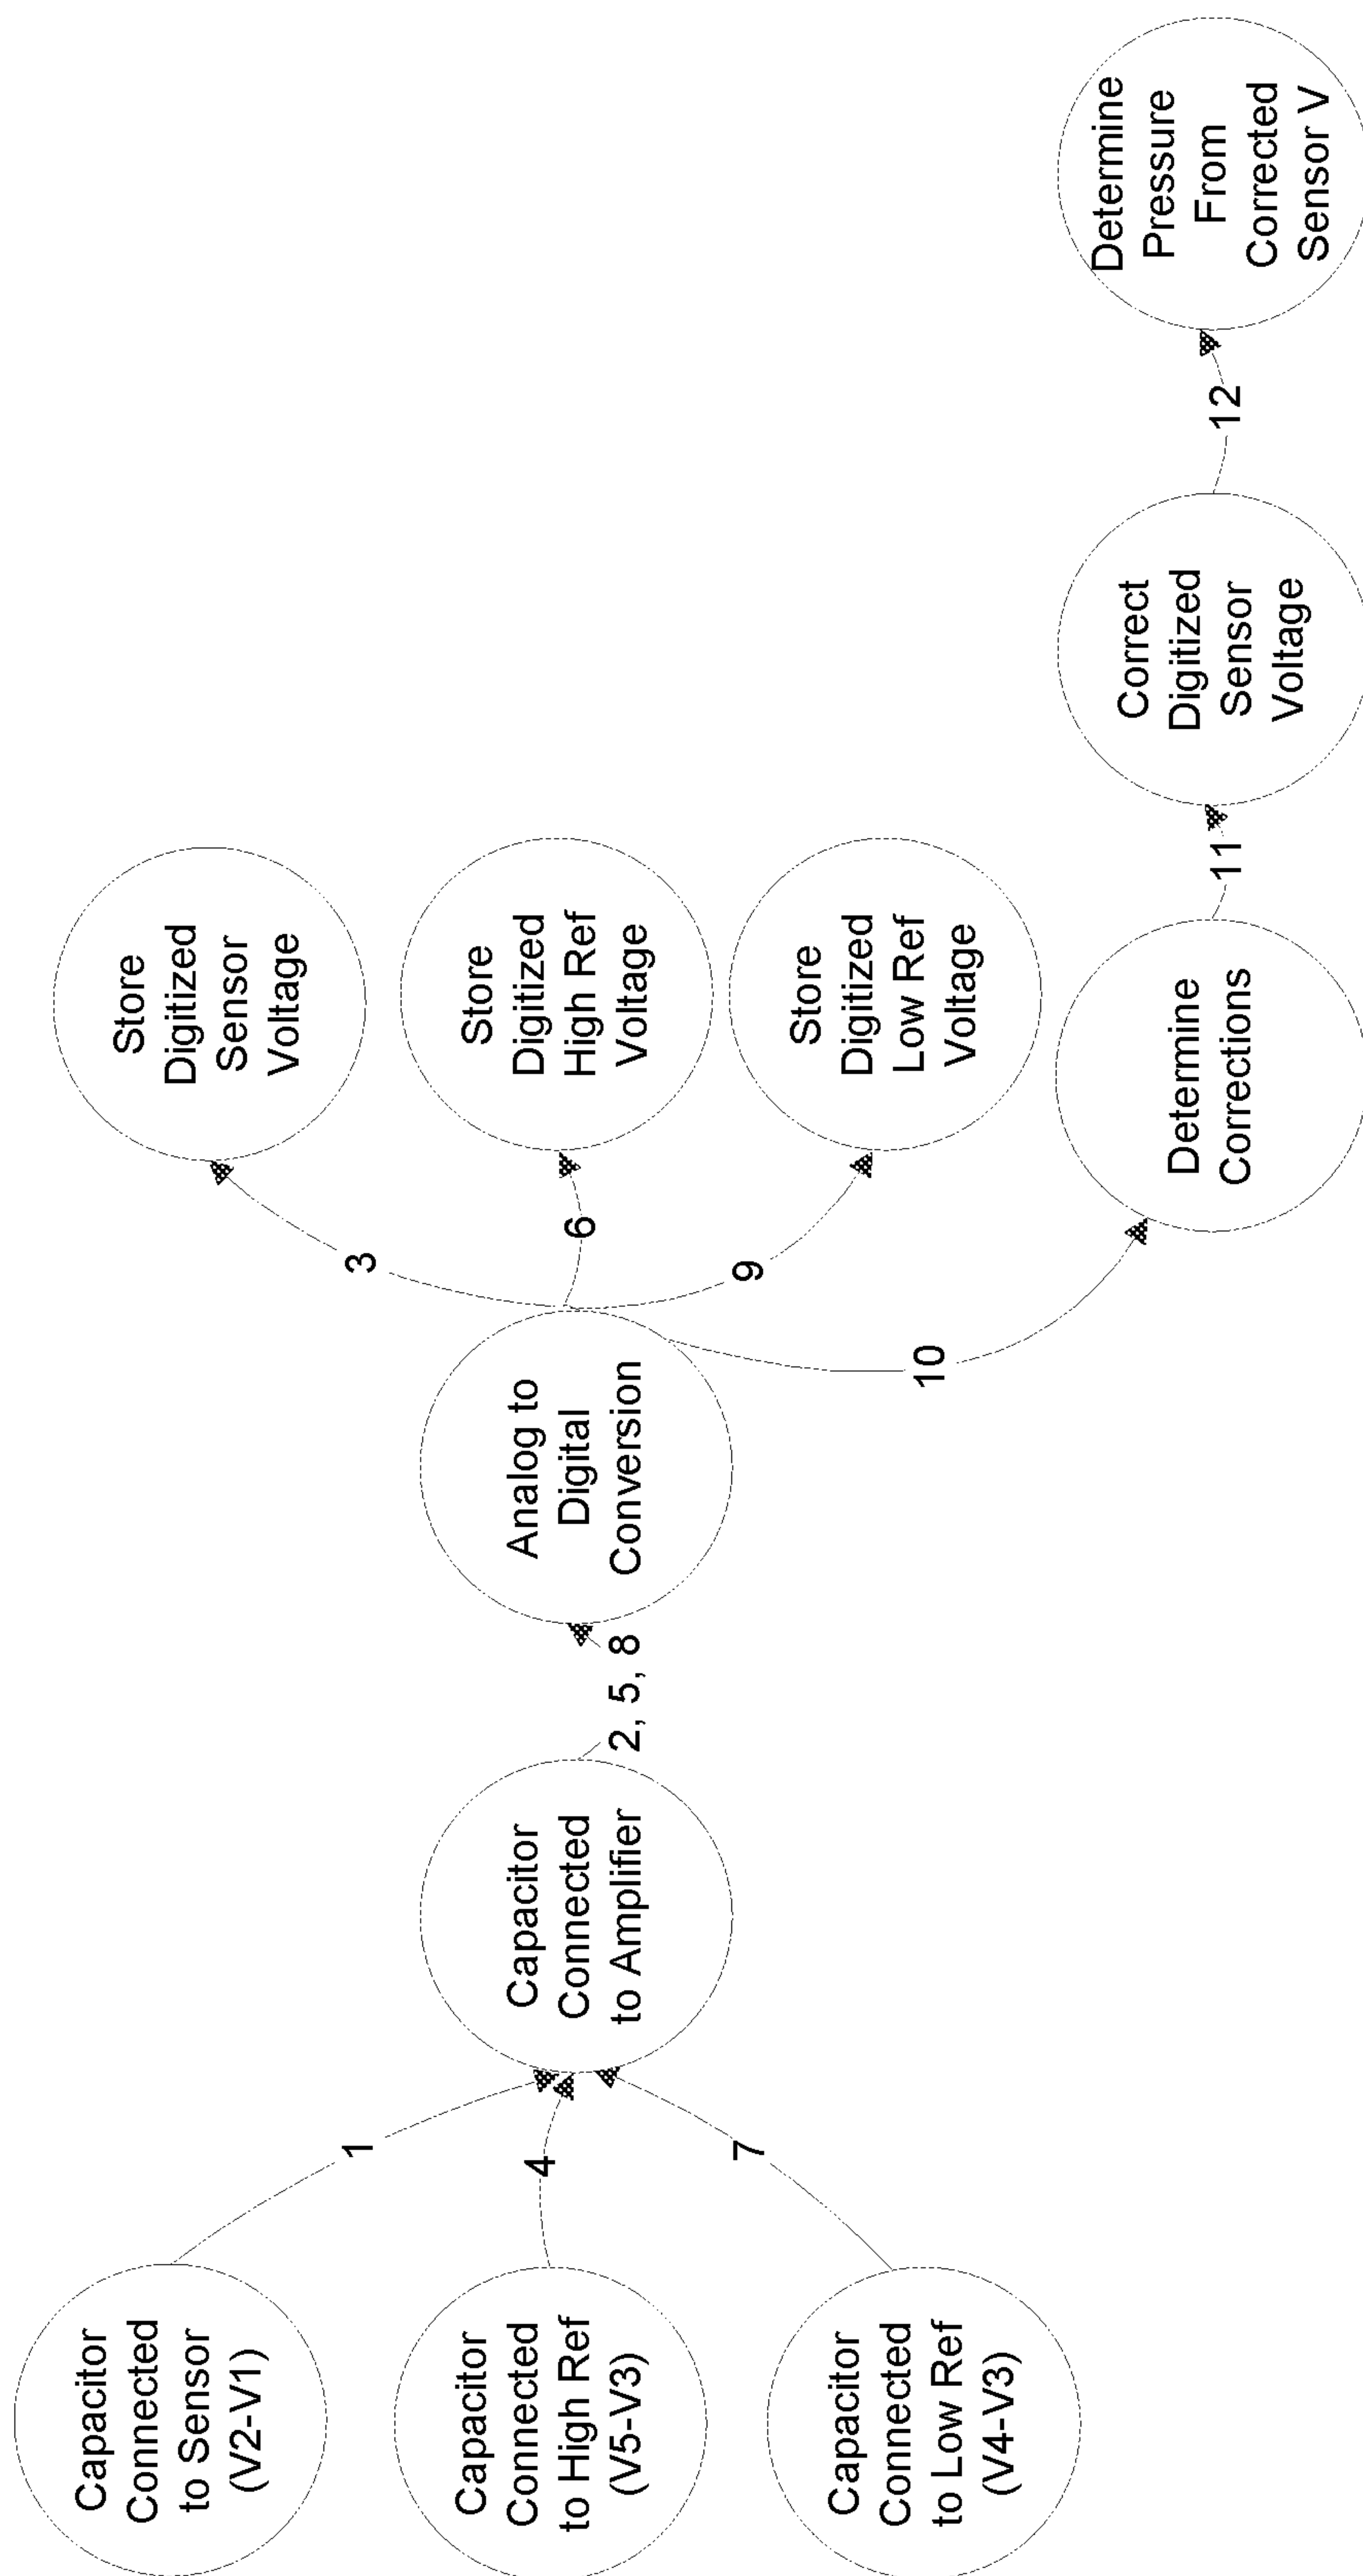 Capacitor
Connected
to Sensor
(V2-V1)
Capacitor
Connected
to High Ref
(V5-V3)
Capacitor
Connected
to Low Ref
(V4-V3)
1
4
7
Capacitor
Connected
to Amplifier
2, 5, 8
Analog to
Digital
Conversion
3
6
9
10
Store
Digitized
Sensor
Voltage
Store
Digitized
High Ref
Voltage
Store
Digitized
Low Ref
Voltage
Determine
Corrections
11
Correct
Digitized
Sensor
Voltage
12
Determine
Pressure
From
Corrected
Sensor V